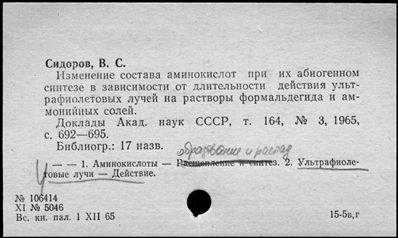 Сидоров, В. С.
Изменение состава аминокислот при их абиогенном
синтезе в зависимости от длительности действия ульт-
рафиолетовых лучей на растворы формальдегида и ам-
монийных солей.
Доклады Акад. наук СССР, т. 164, № 3, 1965,
с. 692—695.
Библиогр.: 17 назв.
образование и распад
— — 1. Аминокислоты — Расщепление и синтез. 2. Ультрафиоле-
товые лучи — Действие.
№ 106414
XI № 5046
Вс. кн. пал. 1 XII 65
15-5в,г